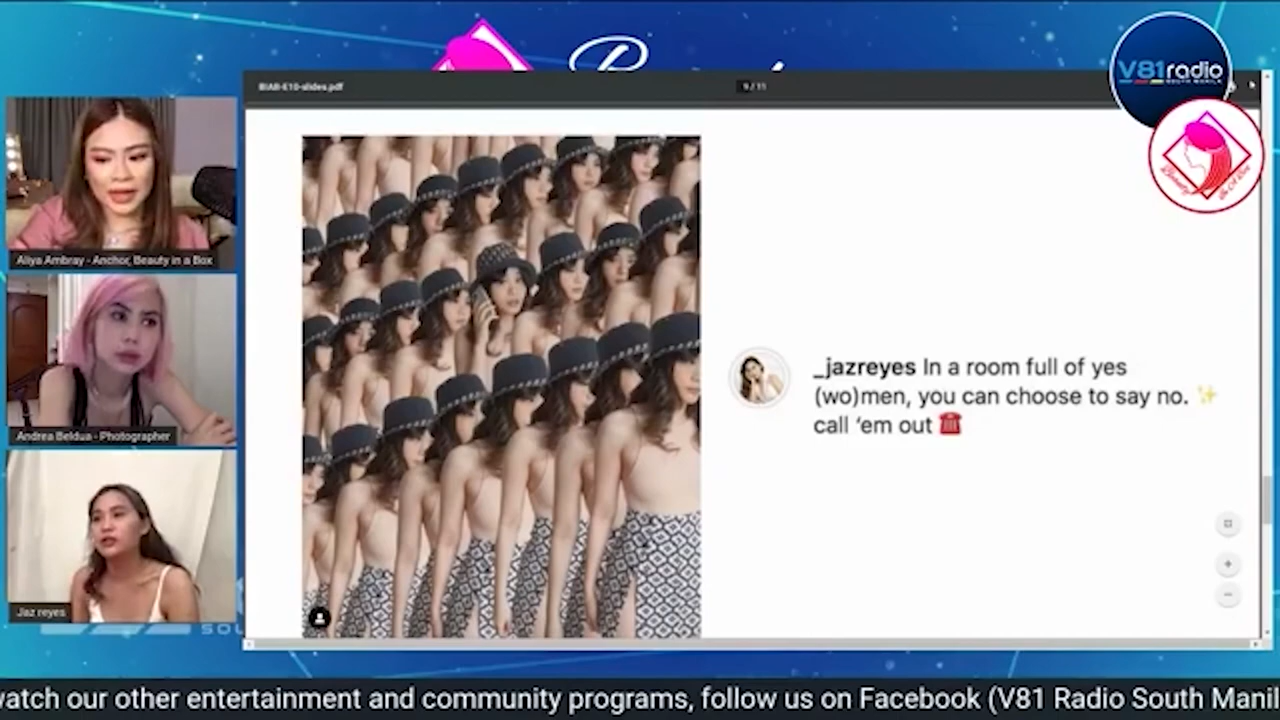 V81radio
SOUTH MANILA
BIAB-E10-slides.pdf
9 / 11
Aliya Ambray - Anchor, Beauty in a Box
Andrea Beldua - Photographer
Jaz reyes
_jazreyes In a room full of yes
(wo)men, you can choose to say no. ✨
call ‘em out ☎️
watch our other entertainment and community programs, follow us on Facebook (V81 Radio South Manil